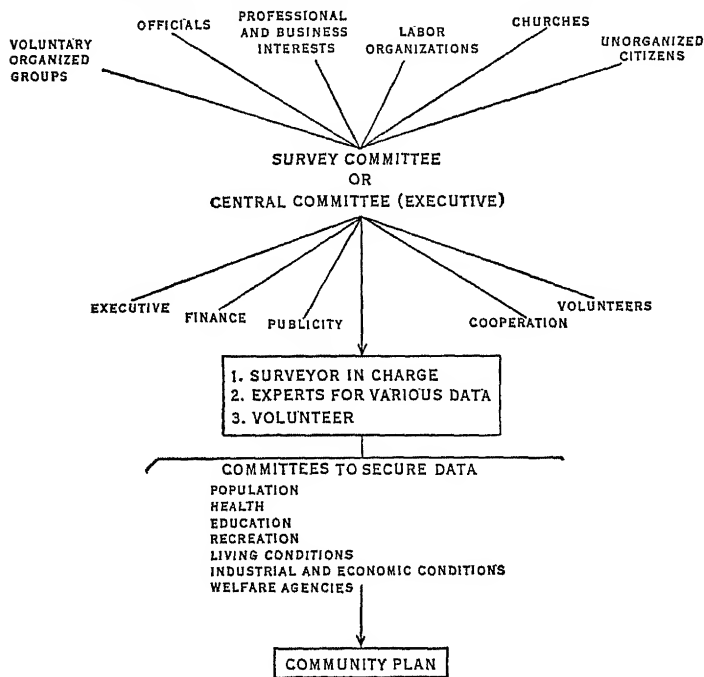 VOLUNTARY
ORGANIZED
GROUPS
OFFICIALS
PROFESSIONAL
AND BUSINESS
INTERESTS
LABOR
ORGANIZATIONS
CHURCHES
UNORGANIZED
CITIZENS
SURVEY COMMITTEE
OR
CENTRAL COMMITTEE (EXECUTIVE)
EXECUTIVE
FINANCE
PUBLICITY
COOPERATION
VOLUNTEERS
1. SURVEYOR IN CHARGE
2. EXPERTS FOR VARIOUS DATA
3. VOLUNTEER
COMMITTEES TO SECURE DATA
POPULATION
HEALTH
EDUCATION
RECREATION
LIVING CONDITIONS
INDUSTRIAL AND ECONOMIC CONDITIONS
WELFARE AGENCIES
COMMUNITY PLAN